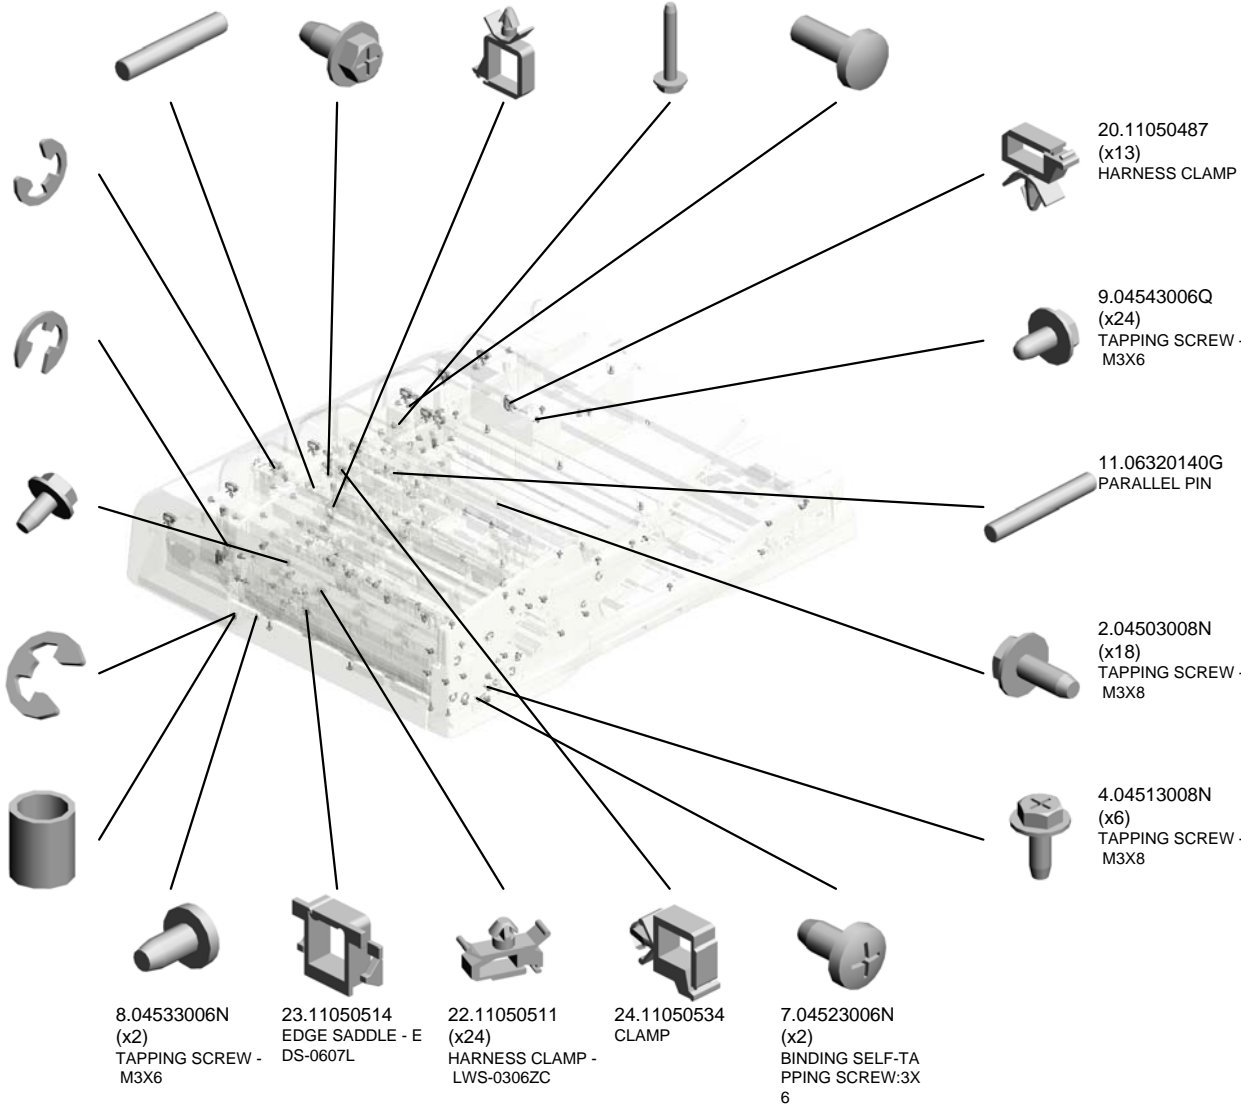 20.11050487
(x13)
HARNESS CLAMP
9.04543006Q
(x24)
TAPPING SCREW -
M3X6
11.06320140G
PARALLEL PIN
2.04503008N
(x18)
TAPPING SCREW -
M3X8
4.04513008N
(x6)
TAPPING SCREW -
M3X8
8.04533006N
(x2)
TAPPING SCREW -
M3X6
23.11050514
EDGE SADDLE - E
DS-0607L
22.11050511
(x24)
HARNESS CLAMP -
LWS-0306ZC
24.11050534
CLAMP
7.04523006N
(x2)
BINDING SELF-TA
PPING SCREW:3X
6